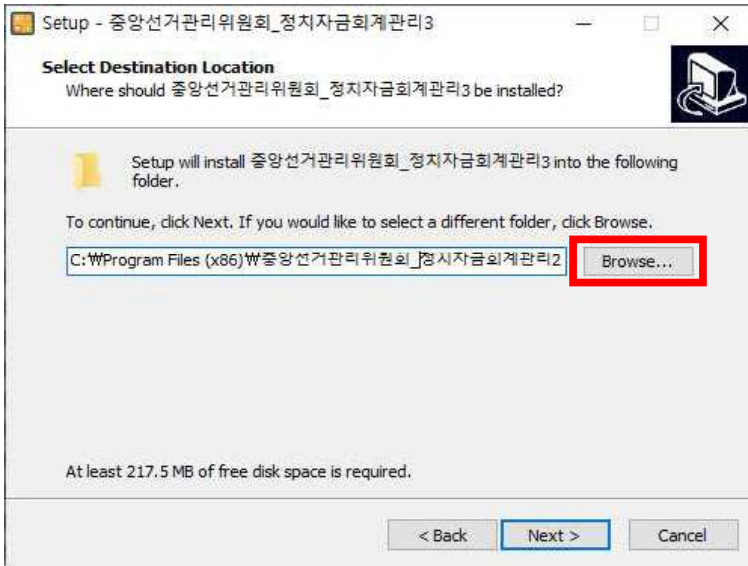 Setup - 중앙선거관리위원회_정치자금회계관리3
Select Destination Location
Where should 중앙선거관리위원회_정치자금회계관리3 be installed?
Setup will install 중앙선거관리위원회_정치자금회계관리3 into the following
folder.
To continue, click Next. If you would like to select a different folder, click Browse.
C:₩Program Files (x86)₩중앙선거관리위원회_정치자금회계관리2
Browse...
At least 217.5 MB of free disk space is required.
< Back
Next >
Cancel